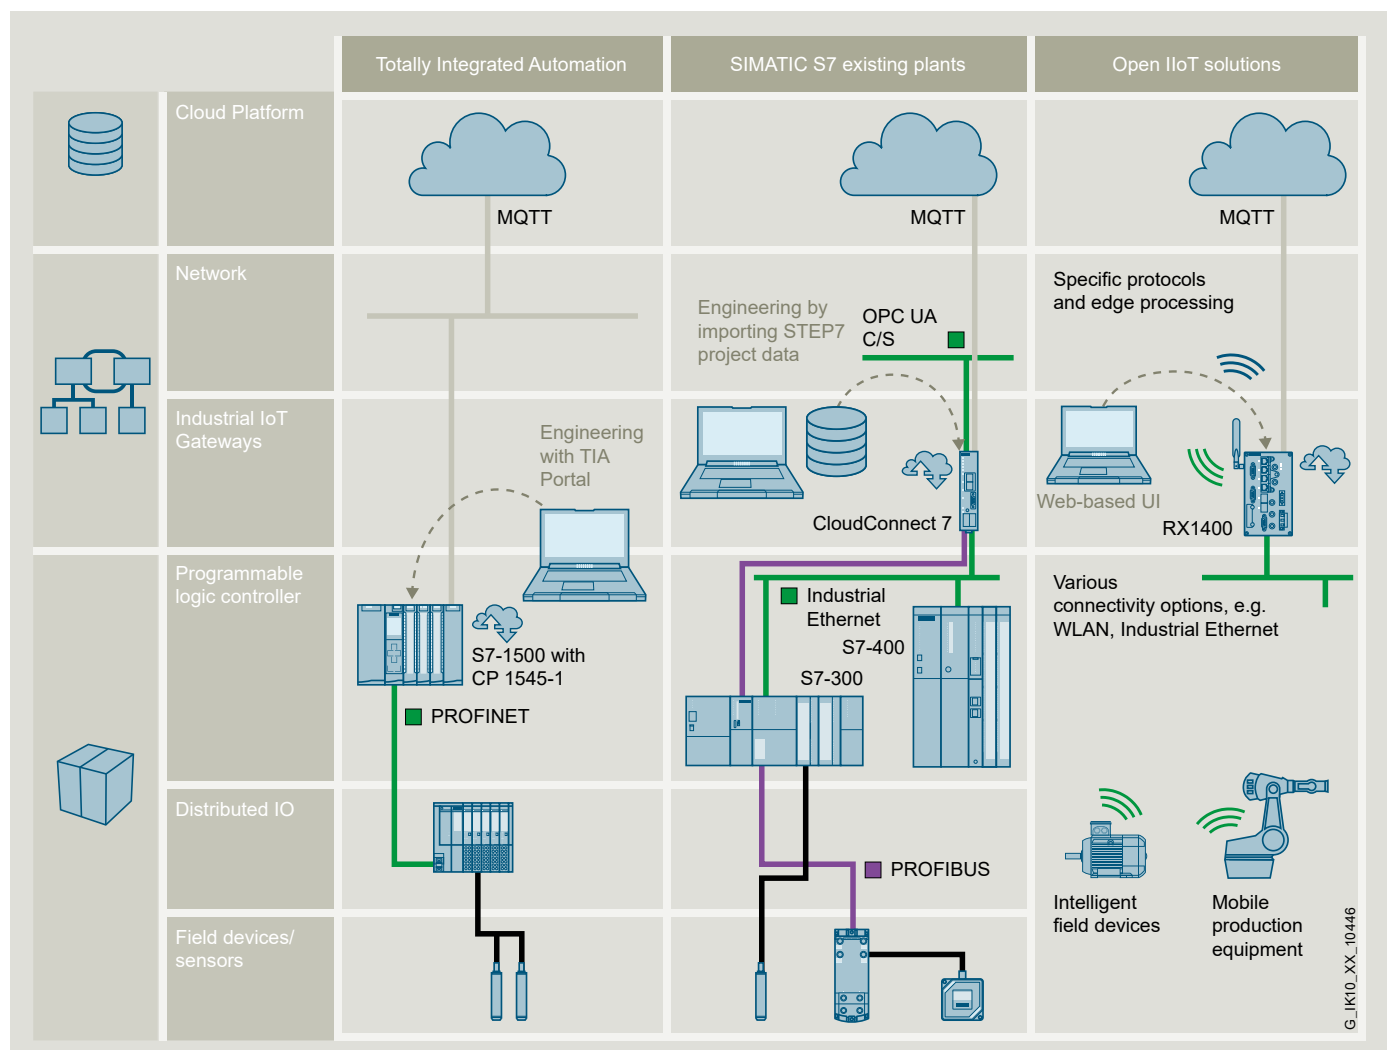 Totally Integrated Automation
SIMATIC S7 existing plants
Open IIoT solutions
Cloud Platform
MQTT
MQTT
MQTT
Network
Engineering by
importing STEP7
project data
OPC UA
C/S
Specific protocols
and edge processing
Industrial IoT
Gateways
Engineering
with TIA
Portal
CloudConnect 7
Web-based UI
RX1400
Programmable
logic controller
S7-1500 with
CP 1545-1
PROFINET
Industrial
Ethernet
S7-400
S7-300
Various
connectivity options, e.g.
WLAN, Industrial Ethernet
Distributed IO
PROFIBUS
Intelligent
field devices
Mobile
production
equipment
Field devices/
sensors
G_IK10_XX_10446